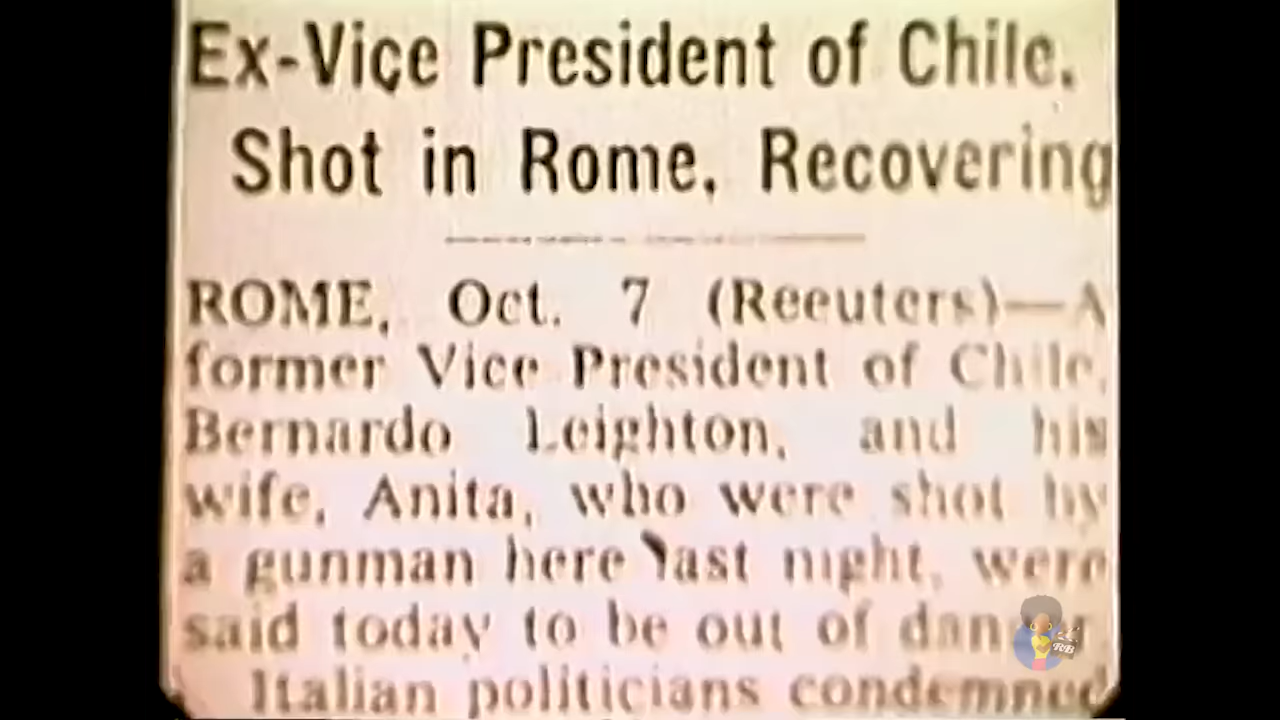 Ex-Vice President of Chile,
Shot in Rome, Recovering
ROME, Oct. 7 (Reeuters)—A
former Vice President of Chile,
Bernardo Leighton, and his
wife, Anita, who were shot by
a gunman here last night, were
said today to be out of dan
Italian politicians condemned
RB